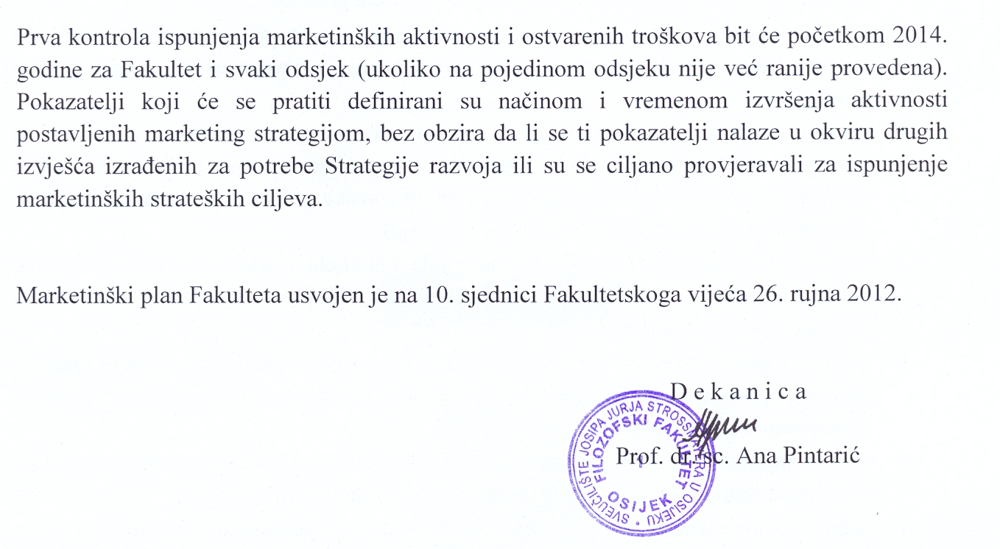 Prva kontrola ispunjenja marketinških aktivnosti i ostvarenih troškova bit će početkom 2014.
godine za Fakultet i svaki odsjek (ukoliko na pojedinom odsjeku nije već ranije provedena).
Pokazatelji koji će se pratiti definirani su načinom i vremenom izvršenja aktivnosti
postavljenih marketing strategijom, bez obzira da li se ti pokazatelji nalaze u okviru drugih
izvješća izrađenih za potrebe Strategije razvoja ili su se ciljano provjeravali za ispunjenje
marketinških strateških ciljeva.
Marketinški plan Fakulteta usvojen je na 10. sjednici Fakultetskoga vijeća 26. rujna 2012.
Dekanica
Prof. dr. sc. Ana Pintarić
SVEUČILIŠTE JOSIPA JURJA STROSSMAYERA U OSIJEKU
FILOZOFSKI FAKULTET
OSIJEK
1